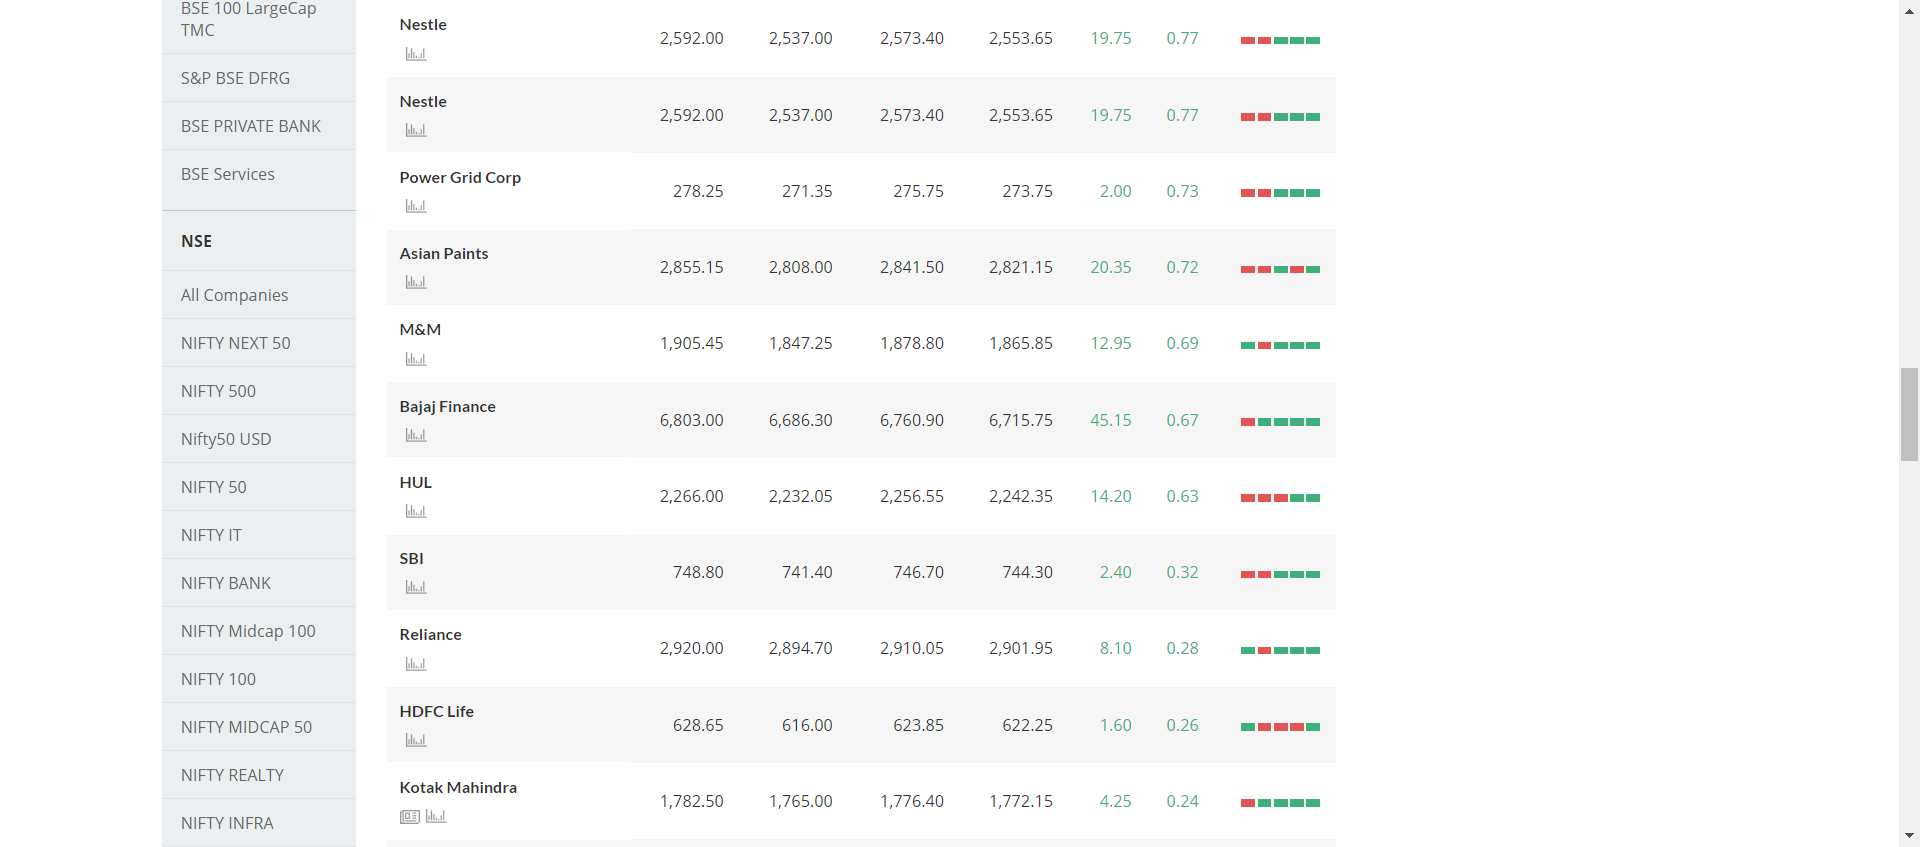 BSE 100 LargeCap
TMC
S&P BSE DFRG
BSE PRIVATE BANK
BSE Services
NSE
All Companies
NIFTY NEXT 50
NIFTY 500
Nifty50 USD
NIFTY 50
NIFTY IT
NIFTY BANK
NIFTY Midcap 100
NIFTY 100
NIFTY MIDCAP 50
NIFTY REALTY
NIFTY INFRA
Nestle
2,592.00 2,537.00 2,573.40 2,553.65 19.75 0.77
Nestle
2,592.00 2,537.00 2,573.40 2,553.65 19.75 0.77
Power Grid Corp
278.25 271.35 275.75 273.75 2.00 0.73
Asian Paints
2,855.15 2,808.00 2,841.50 2,821.15 20.35 0.72
M&M
1,905.45 1,847.25 1,878.80 1,865.85 12.95 0.69
Bajaj Finance
6,803.00 6,686.30 6,760.90 6,715.75 45.15 0.67
HUL
2,266.00 2,232.05 2,256.55 2,242.35 14.20 0.63
SBI
748.80 741.40 746.70 744.30 2.40 0.32
Reliance
2,920.00 2,894.70 2,910.05 2,901.95 8.10 0.28
HDFC Life
628.65 616.00 623.85 622.25 1.60 0.26
Kotak Mahindra
1,782.50 1,765.00 1,776.40 1,772.15 4.25 0.24